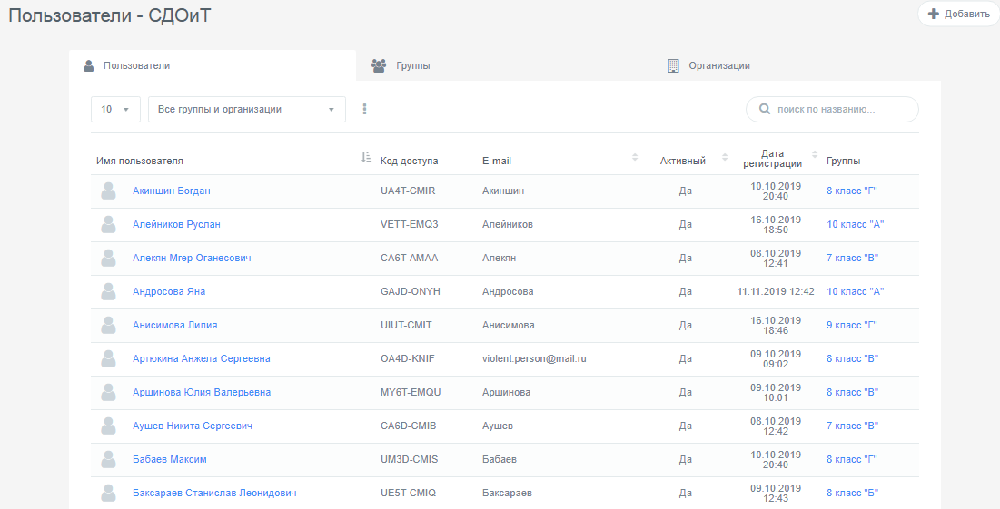 Пользователи - СДОиТ
Добавить
Пользователи Группы Организации
10 Все группы и организации поиск по названию...
Имя пользователя Код доступа E-mail Активный Дата регистрации Группы
Акиншин Богдан UA4T-CMIR Акиншин Да 10.10.2019 20:40 8 класс "Г"
Алейников Руслан VETT-EMQ3 Алейников Да 16.10.2019 18:50 10 класс "А"
Алекян Мгер Оганесович CA6T-AMAA Алекян Да 08.10.2019 12:41 7 класс "В"
Андросова Яна GAJD-ONYH Андросова Да 11.11.2019 12:42 10 класс "А"
Анисимова Лилия UIUT-CMIT Анисимова Да 16.10.2019 18:46 9 класс "Г"
Артюкина Анжела Сергеевна OA4D-KNIF violent.person@mail.ru Да 09.10.2019 09:02 8 класс "В"
Аршинова Юлия Валерьевна MY6T-EMQU Аршинова Да 09.10.2019 10:01 8 класс "В"
Аушев Никита Сергеевич CA6D-CMIB Аушев Да 08.10.2019 12:42 7 класс "В"
Бабаев Максим UM3D-CMIS Бабаев Да 10.10.2019 20:40 8 класс "Г"
Баксараев Станислав Леонидович UE5T-CMIQ Баксараев Да 09.10.2019 12:43 8 класс "Б"